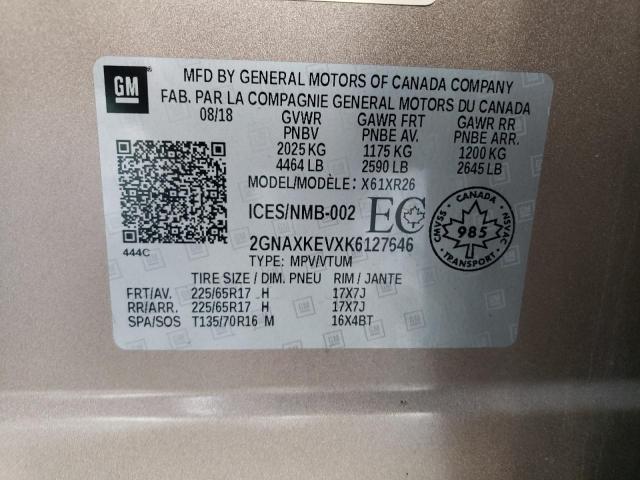 GM
MFD BY GENERAL MOTORS OF CANADA COMPANY
FAB. PAR LA COMPAGNIE GENERAL MOTORS DU CANADA
08/18 GVWR GAWR FRT GAWR RR
PNBV PNBE AV. PNBE ARR.
2025 KG 1175 KG 1200 KG
4464 LB 2590 LB 2645 LB
MODEL/MODÈLE: X61XR26
ICES/NMB-002 EC
CANADA
CMVSS 985 NSVAC
TRANSPORT
444C
2GNAXKEVXK6127646
TYPE: MPV/VTUM
TIRE SIZE / DIM. PNEU RIM / JANTE
FRT/AV. 225/65R17 H 17X7J
RR/ARR. 225/65R17 H 17X7J
SPA/SOS T135/70R16 M 16X4BT